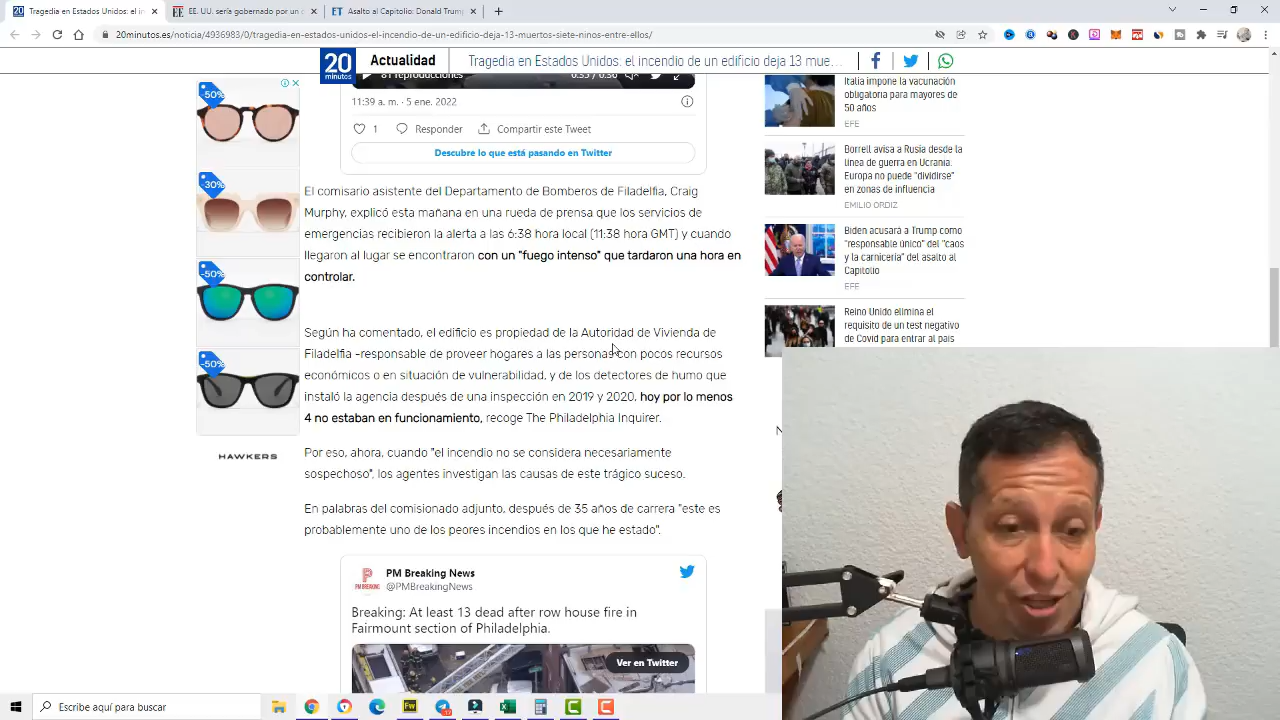 Tragedia en Estados Unidos: el in
EE. UU. sería gobernado por un d
Asalto al Capitolio: Donald Trump
20minutos.es/noticia/4936983/0/tragedia-en-estados-unidos-el-incendio-de-un-edificio-deja-13-muertos-siete-ninos-entre-ellos/
20
minutos
Actualidad
Tragedia en Estados Unidos: el incendio de un edificio deja 13 mue...
81 reproducciones
0:55 / 0:56
11:39 a. m. · 5 ene. 2022
1
Responder
Compartir este Tweet
Descubre lo que está pasando en Twitter
El comisario asistente del Departamento de Bomberos de Filadelfia, Craig
Murphy, explicó esta mañana en una rueda de prensa que los servicios de
emergencias recibieron la alerta a las 6:38 hora local (11:38 hora GMT) y cuando
llegaron al lugar se encontraron con un "fuego intenso" que tardaron una hora en
controlar.
Según ha comentado, el edificio es propiedad de la Autoridad de Vivienda de
Filadelfia -responsable de proveer hogares a las personas con pocos recursos
económicos o en situación de vulnerabilidad, y de los detectores de humo que
instaló la agencia después de una inspección en 2019 y 2020, hoy por lo menos
4 no estaban en funcionamiento, recoge The Philadelphia Inquirer.
Por eso, ahora, cuando "el incendio no se considera necesariamente
sospechoso", los agentes investigan las causas de este trágico suceso.
En palabras del comisionado adjunto, después de 35 años de carrera "este es
probablemente uno de los peores incendios en los que he estado".
PM Breaking News
@PMBreakingNews
Breaking: At least 13 dead after row house fire in
Fairmount section of Philadelphia.
Ver en Twitter
-50%
-30%
-50%
-50%
HAWKERS
Italia impone la vacunación
obligatoria para mayores de
50 años
EFE
Borrell avisa a Rusia desde la
línea de guerra en Ucrania.
Europa no puede "dividirse"
en zonas de influencia
EMILIO ORDIZ
Biden acusará a Trump como
"responsable único" del "caos
y la carnicería" del asalto al
Capitolio
EFE
Reino Unido elimina el
requisito de un test negativo
de Covid para entrar al país
Escribe aquí para buscar